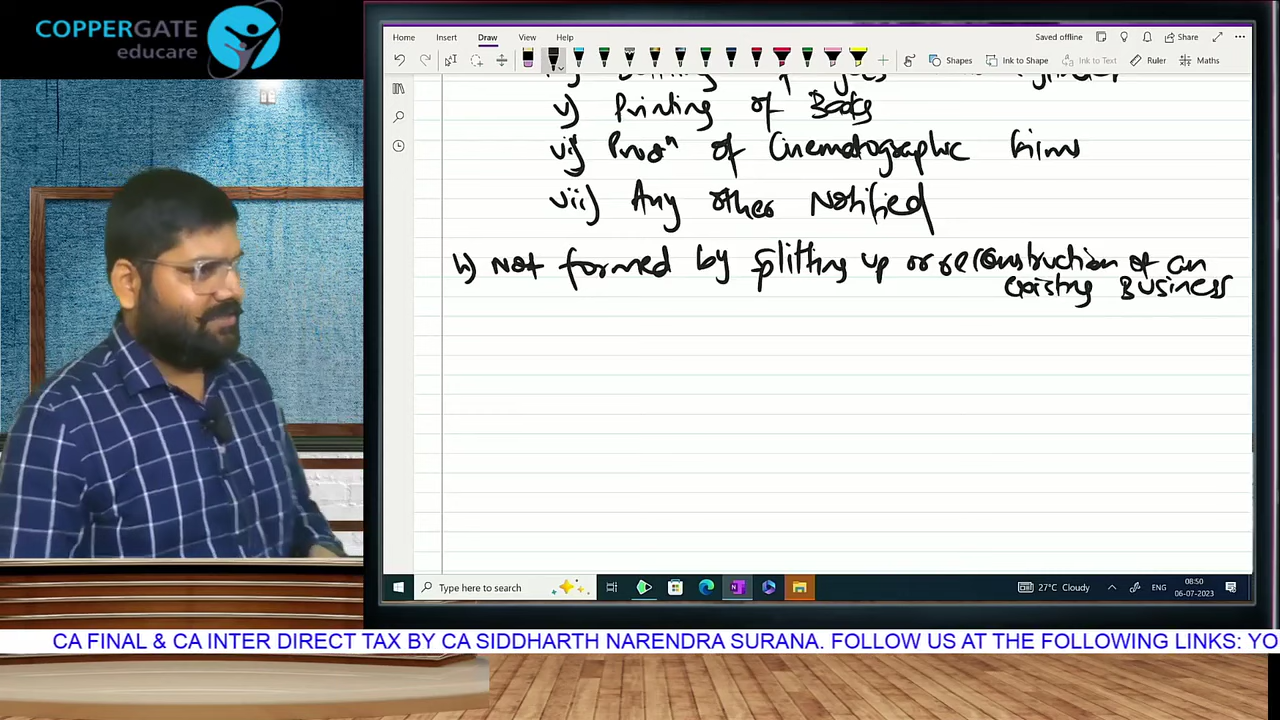 COPPERGATE
educare
Home Insert Draw View Help
Saved offline
Share
Shapes
Ink to Shape
Ink to Text
Ruler
Maths
v) Printing of Books
vi) Prodn of Cinematographic films
vii) Any other Notified
h) Not formed by splitting up or reconstruction of an
existing Business
Type here to search
27°C Cloudy
ENG
08:50
06-07-2023
CA FINAL & CA INTER DIRECT TAX BY CA SIDDHARTH NARENDRA SURANA. FOLLOW US AT THE FOLLOWING LINKS: YO